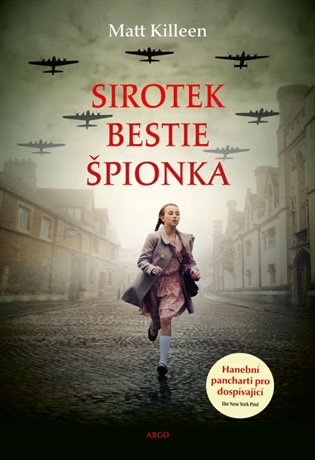 Matt Killeen
SIROTEK
BESTIE
ŠPIONKA
Hanební
pancharti pro
dospívající
The New York Post
ARGO